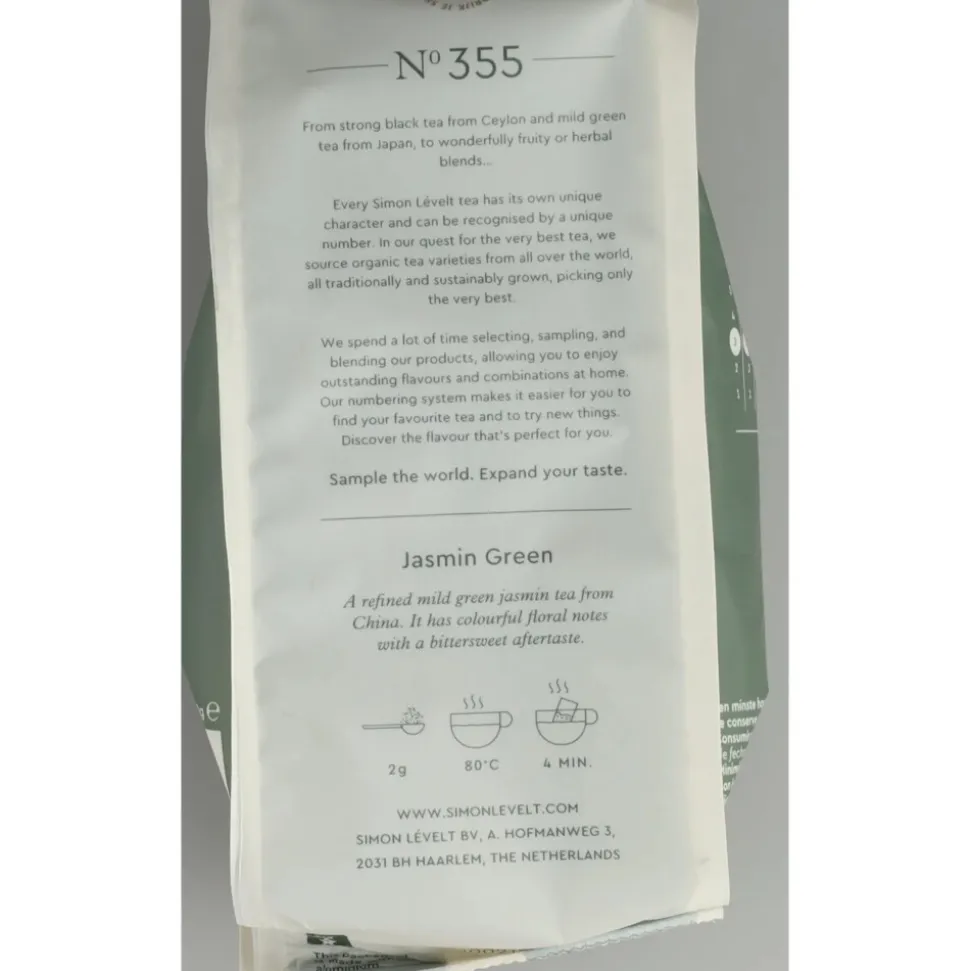 Nº 355
From strong black tea from Ceylon and mild green
tea from Japan, to wonderfully fruity or herbal
blends...
Every Simon Lévelt tea has its own unique
character and can be recognised by a unique
number. In our quest for the very best tea, we
source organic tea varieties from all over the world,
all traditionally and sustainably grown, picking only
the very best.
We spend a lot of time selecting, sampling, and
blending our products, allowing you to enjoy
outstanding flavours and combinations at home.
Our numbering system makes it easier for you to
find your favourite tea and to try new things.
Discover the flavour that's perfect for you.
Sample the world. Expand your taste.
Jasmin Green
A refined mild green jasmin tea from
China. It has colourful floral notes
with a bittersweet aftertaste.
2g 80°C 4 MIN.
WWW.SIMONLEVELT.COM
SIMON LÉVELT BV, A. HOFMANWEG 3,
2031 BH HAARLEM, THE NETHERLANDS